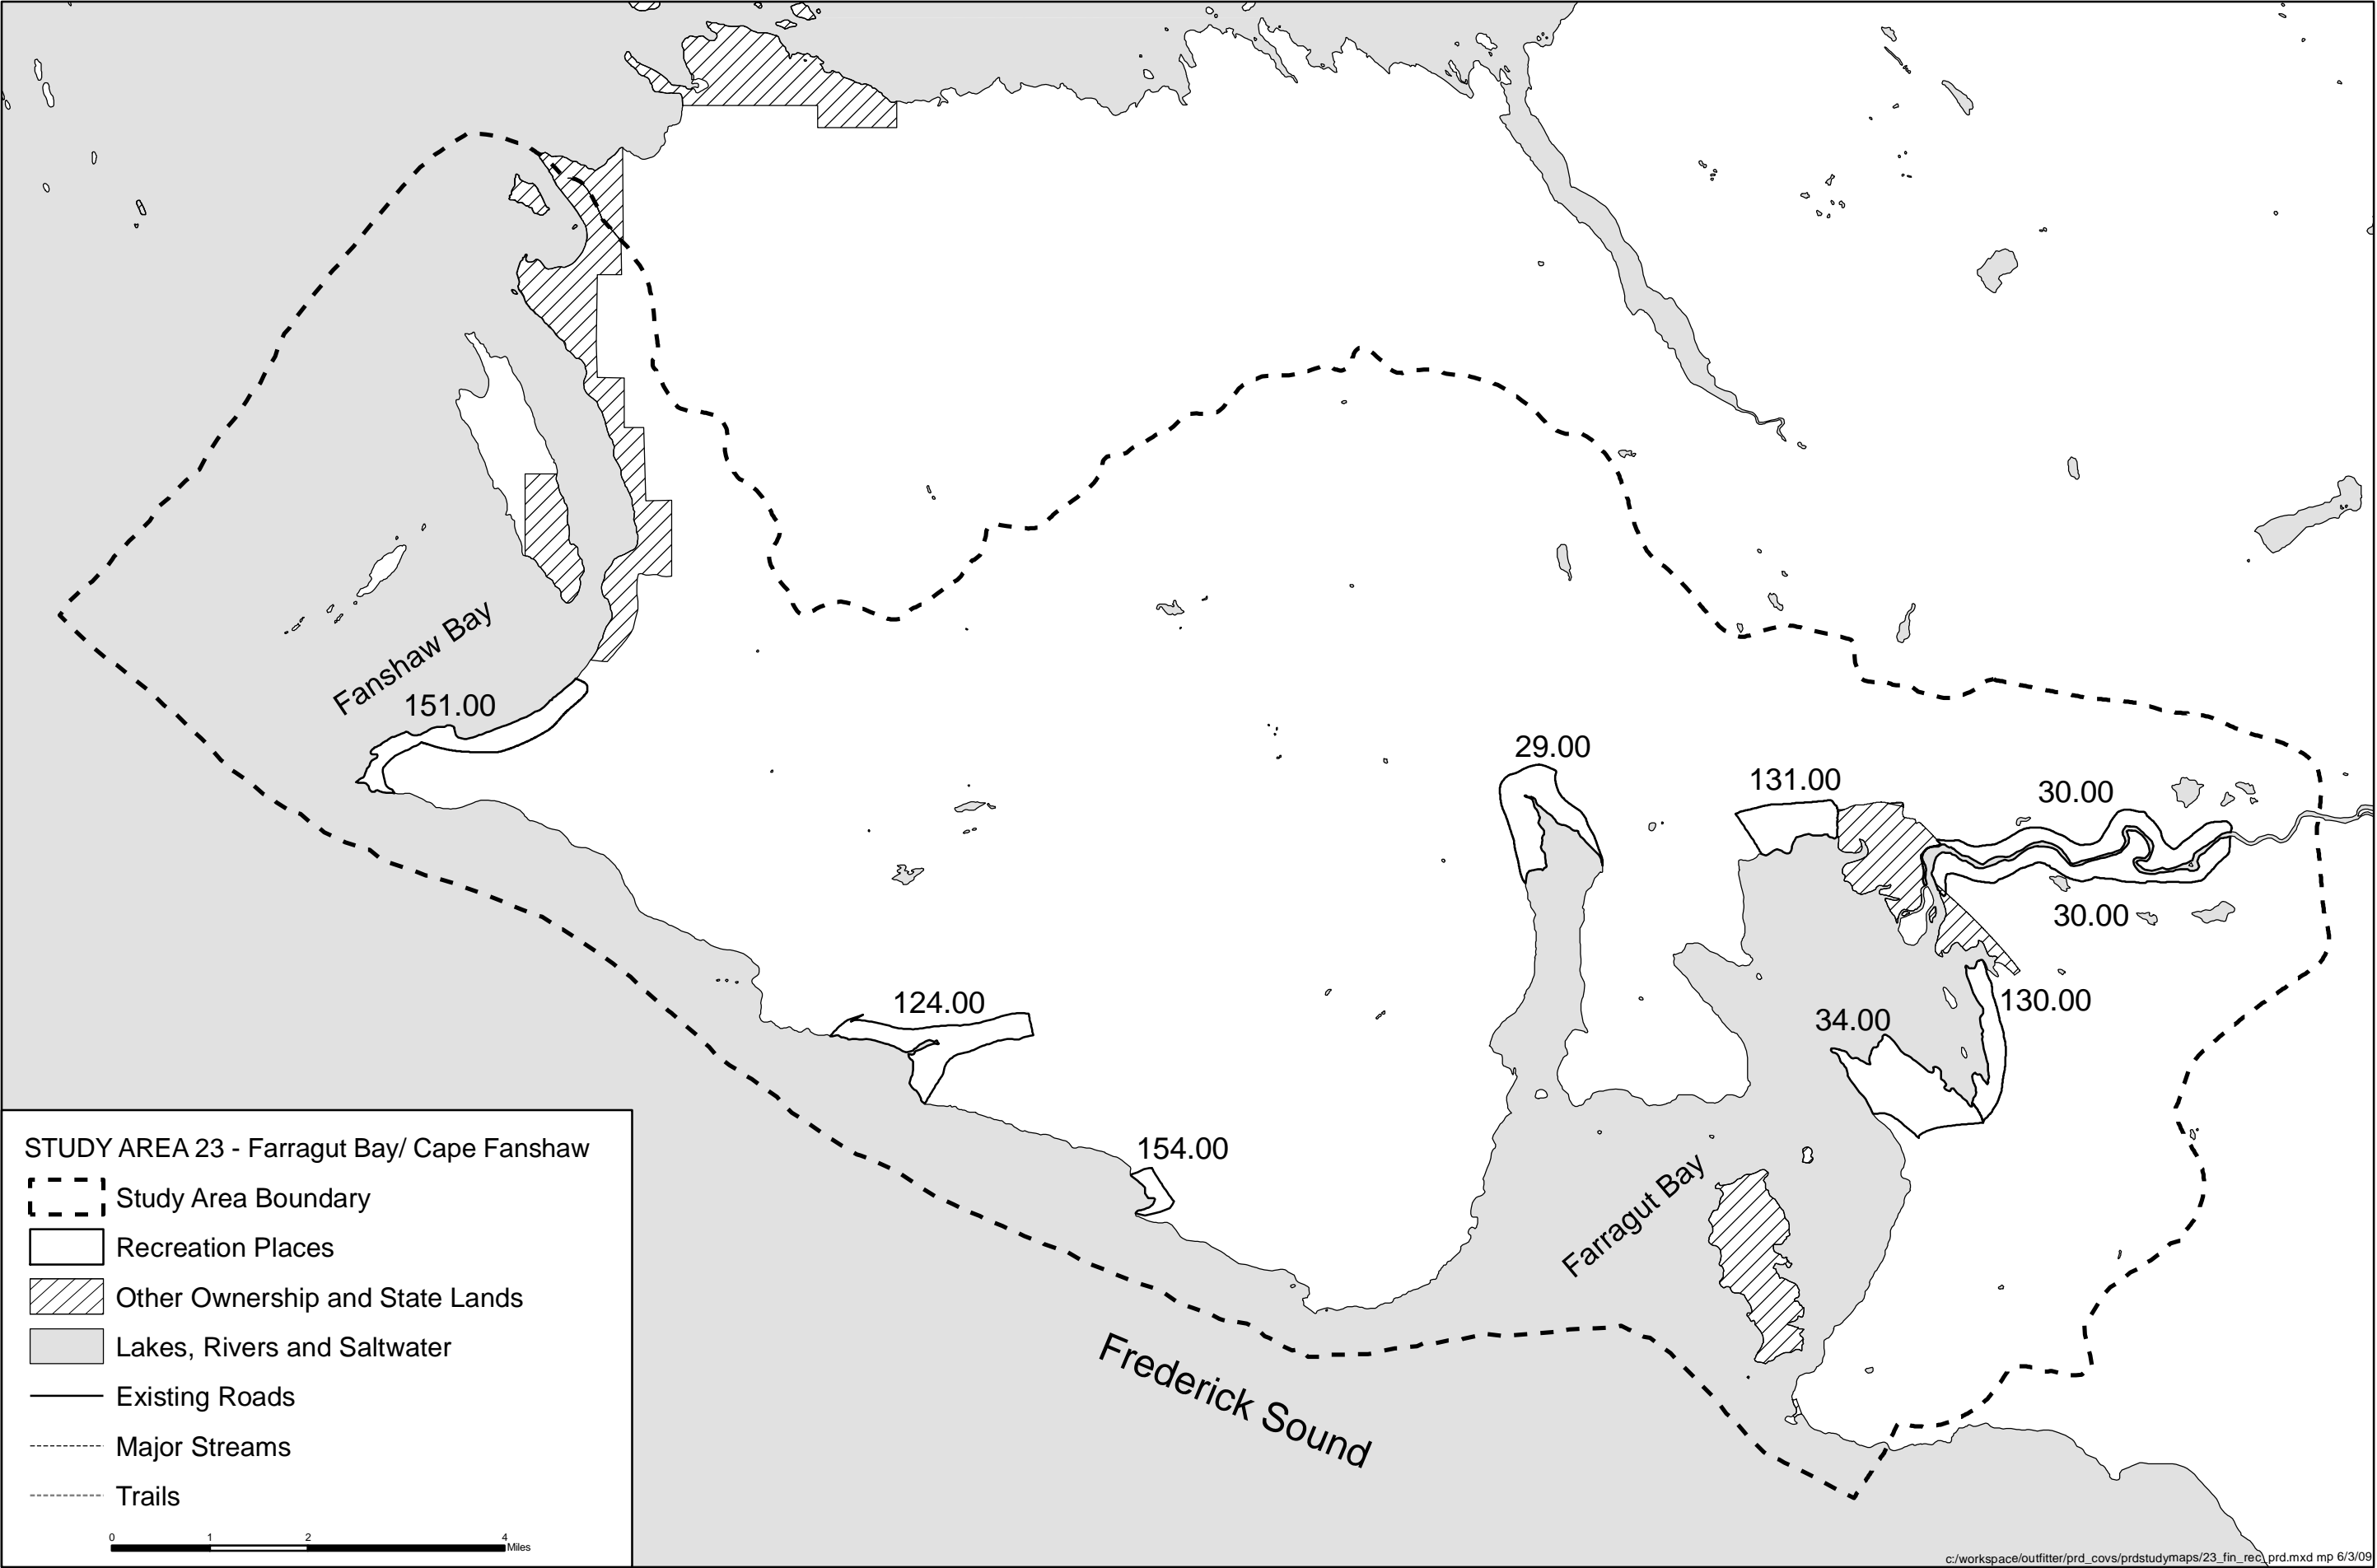 Fanshaw Bay
151.00
29.00
131.00
30.00
30.00
124.00
130.00
34.00
154.00
Farragut Bay
Frederick Sound
STUDY AREA 23 - Farragut Bay/ Cape Fanshaw
Study Area Boundary
Recreation Places
Other Ownership and State Lands
Lakes, Rivers and Saltwater
Existing Roads
Major Streams
Trails
0 1 2 4
Miles
c:/workspace/outfitter/prd_covs/prdstudymaps/23_fin_rec_prd.mxd mp 6/3/09